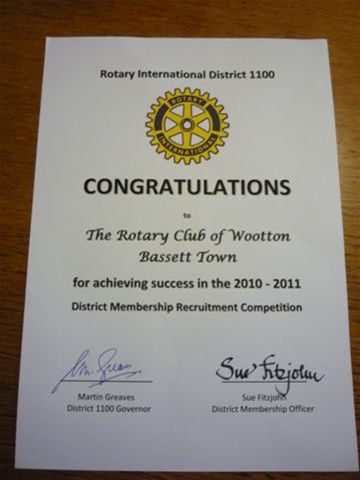 Rotary International District 1100
ROTARY
INTERNATIONAL
CONGRATULATIONS
to
The Rotary Club of Wootton
Bassett Town
for achieving success in the 2010 - 2011
District Membership Recruitment Competition
Sue Fitzjohn
Martin Greaves
District 1100 Governor
Sue Fitzjohn
District Membership Officer